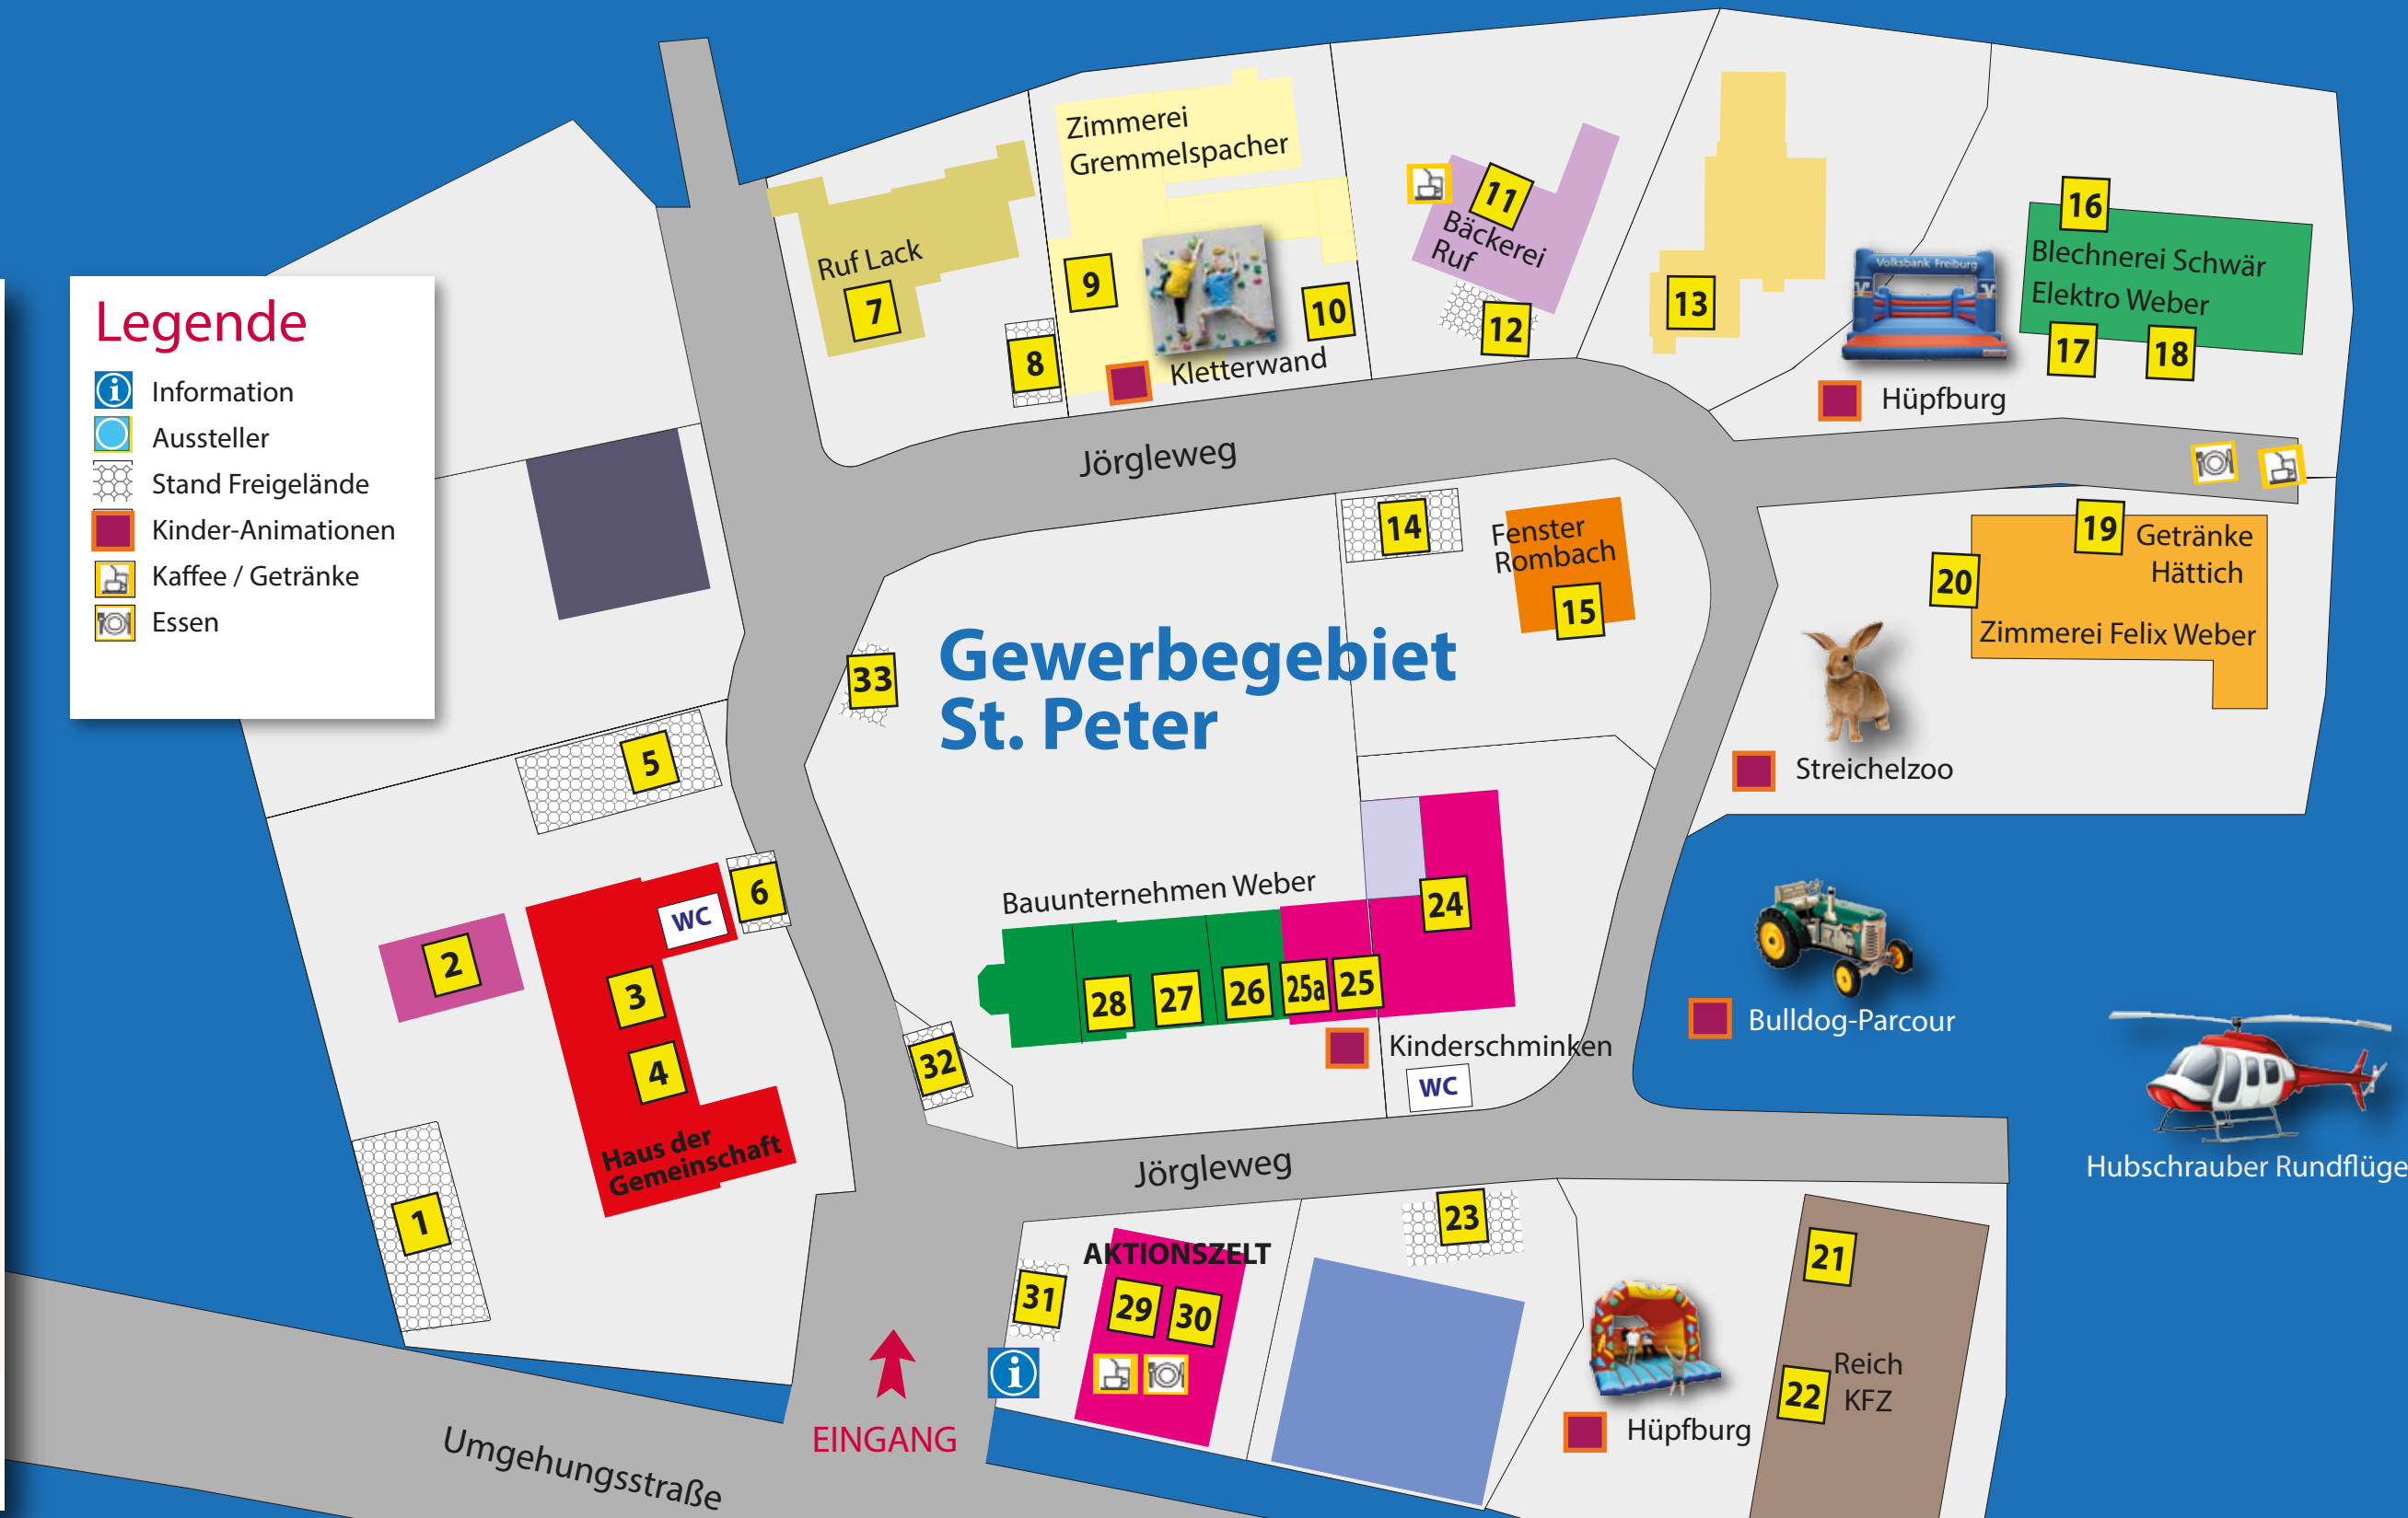 Legende
Information
Aussteller
Stand Freigelände
Kinder-Animationen
Kaffee / Getränke
Essen
Zimmerei
Gremmelspacher
Ruf Lack
7
8
9
10
Kletterwand
11
Bäckerei
Ruf
12
13
Volksbank Freiburg
Hüpfburg
16
Blechnerei Schwär
Elektro Weber
17
18
Jörgleweg
14
Fenster
Rombach
15
19
Getränke
Hättich
20
Zimmerei Felix Weber
Streichelzoo
33
Gewerbegebiet
St. Peter
5
6
WC
2
3
4
Haus der
Gemeinschaft
1
Bauunternehmen Weber
24
28
27
26
25a
25
Kinderschminken
WC
32
Bulldog-Parcour
Hubschrauber Rundflüge
Jörgleweg
23
AKTIONSZELT
31
29
30
21
22
Reich
KFZ
Hüpfburg
EINGANG
Umgehungsstraße